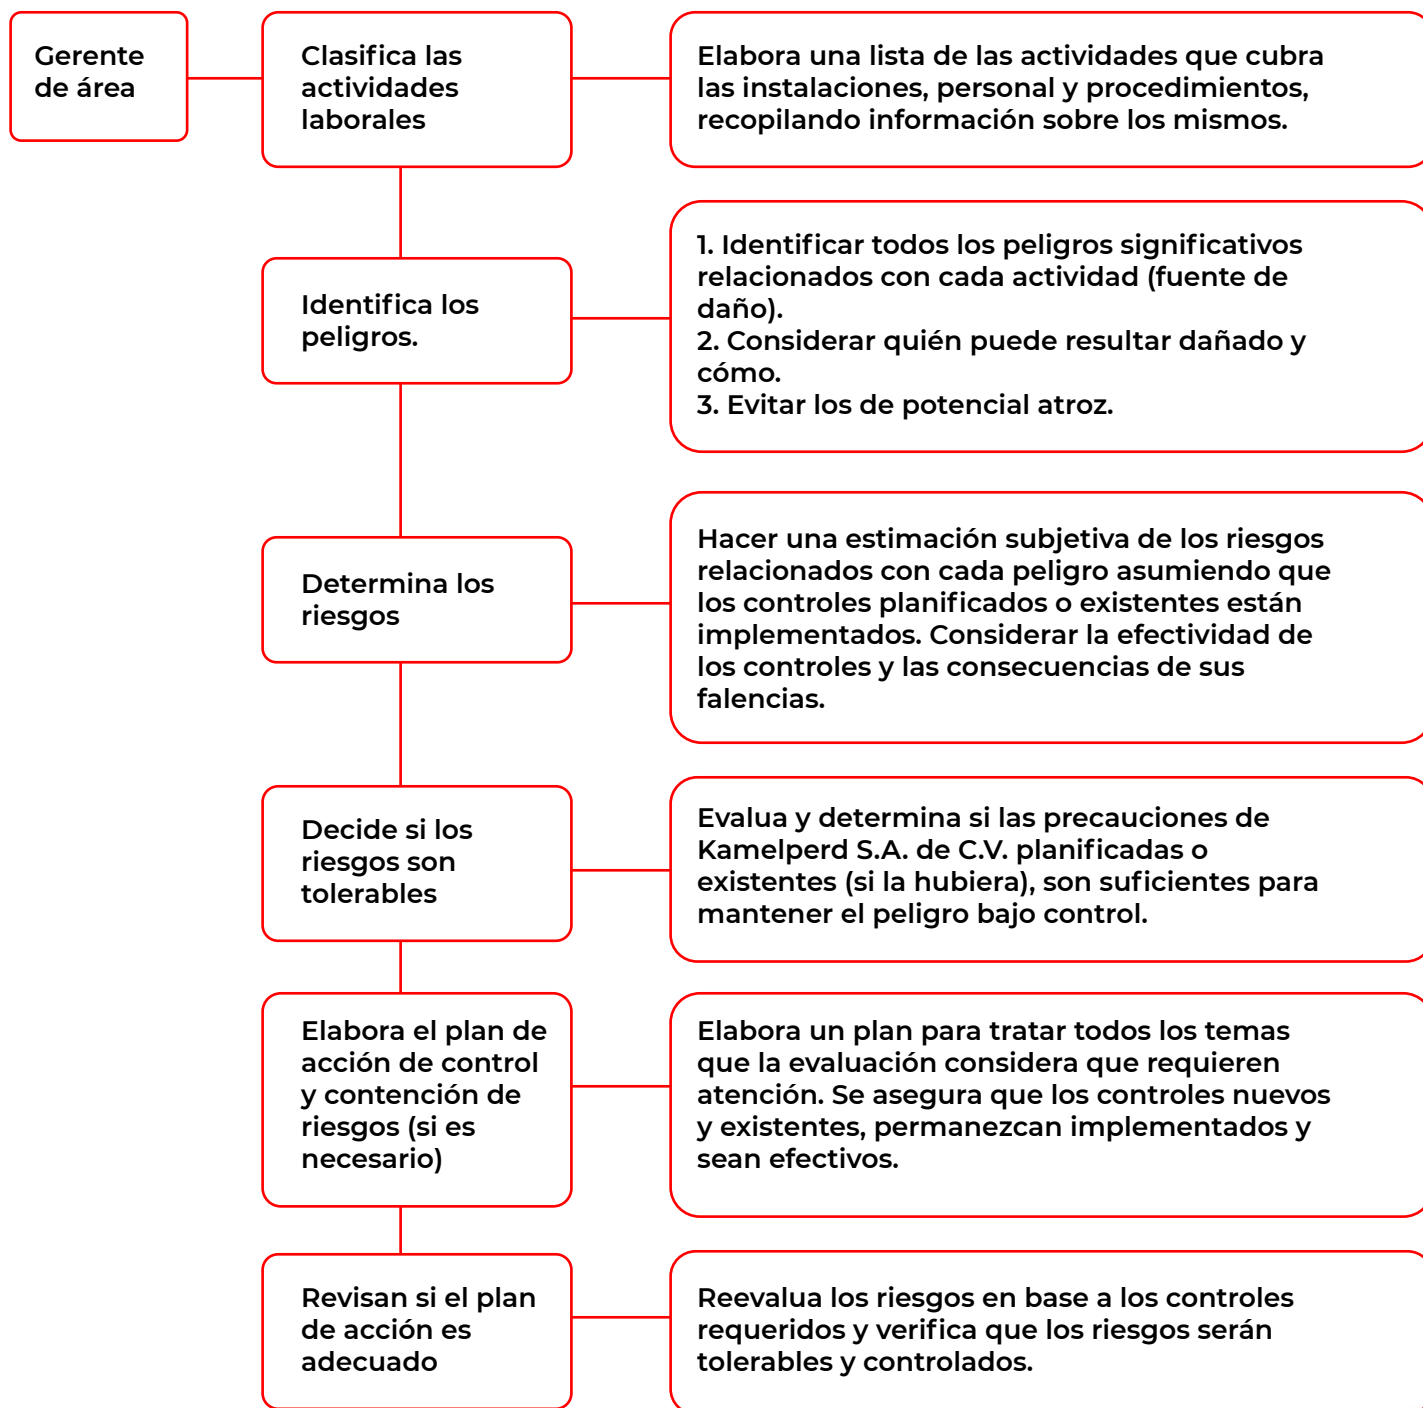 Gerente
de área
Clasifica las
actividades
laborales
Elabora una lista de las actividades que cubra
las instalaciones, personal y procedimientos,
recopilando información sobre los mismos.
Identifica los
peligros.
1. Identificar todos los peligros significativos
relacionados con cada actividad (fuente de
daño).
2. Considerar quién puede resultar dañado y
cómo.
3. Evitar los de potencial atroz.
Determina los
riesgos
Hacer una estimación subjetiva de los riesgos
relacionados con cada peligro asumiendo que
los controles planificados o existentes están
implementados. Considerar la efectividad de
los controles y las consecuencias de sus
falencias.
Decide si los
riesgos son
tolerables
Evalua y determina si las precauciones de
Kamelperd S.A. de C.V. planificadas o
existentes (si la hubiera), son suficientes para
mantener el peligro bajo control.
Elabora el plan de
acción de control
y contención de
riesgos (si es
necesario)
Elabora un plan para tratar todos los temas
que la evaluación considera que requieren
atención. Se asegura que los controles nuevos
y existentes, permanezcan implementados y
sean efectivos.
Revisan si el plan
de acción es
adecuado
Reevalua los riesgos en base a los controles
requeridos y verifica que los riesgos serán
tolerables y controlados.